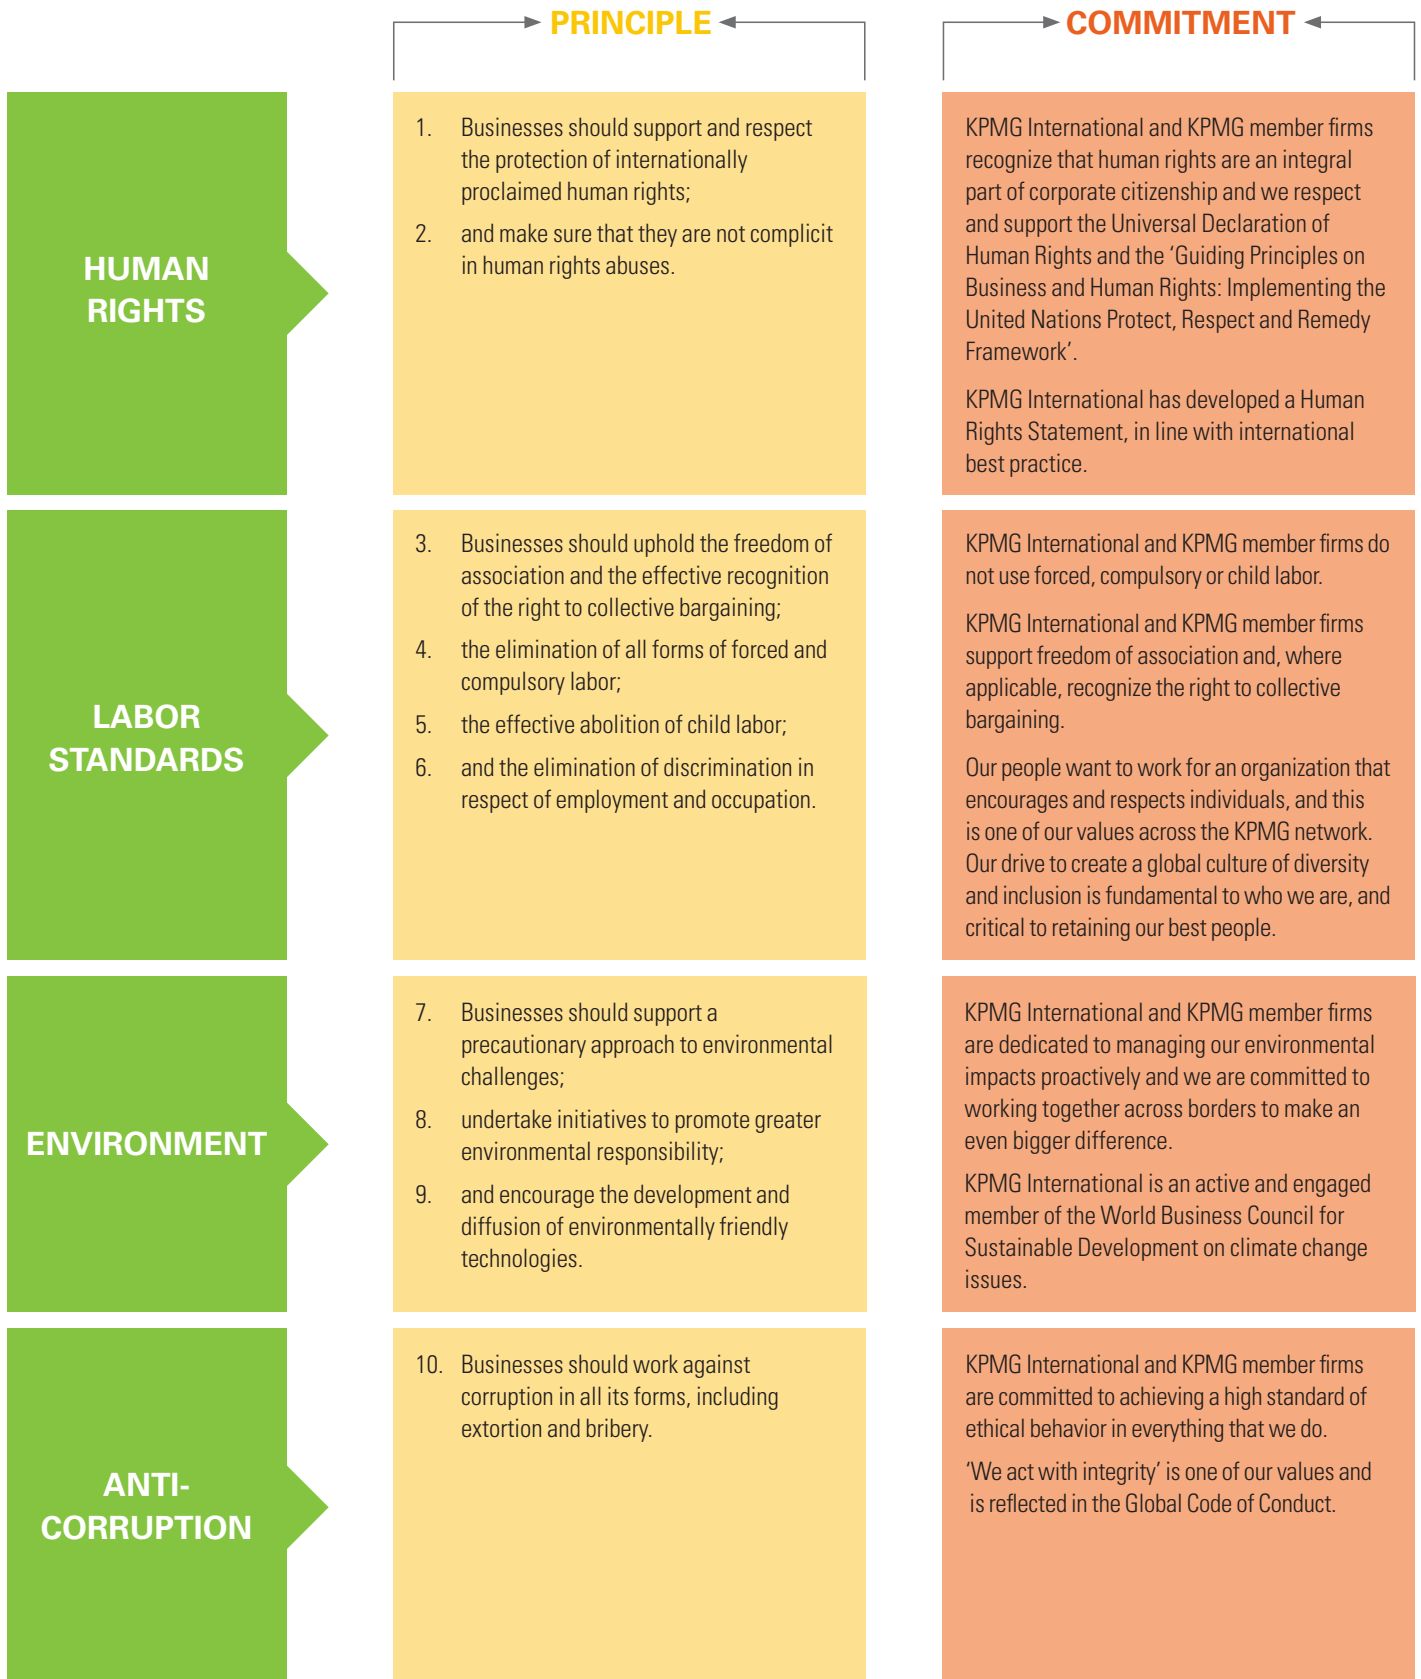 PRINCIPLE
COMMITMENT
HUMAN
RIGHTS
1. Businesses should support and respect
the protection of internationally
proclaimed human rights;
2. and make sure that they are not complicit
in human rights abuses.
KPMG International and KPMG member firms
recognize that human rights are an integral
part of corporate citizenship and we respect
and support the Universal Declaration of
Human Rights and the ‘Guiding Principles on
Business and Human Rights: Implementing the
United Nations Protect, Respect and Remedy
Framework’.
KPMG International has developed a Human
Rights Statement, in line with international
best practice.
LABOR
STANDARDS
3. Businesses should uphold the freedom of
association and the effective recognition
of the right to collective bargaining;
4. the elimination of all forms of forced and
compulsory labor;
5. the effective abolition of child labor;
6. and the elimination of discrimination in
respect of employment and occupation.
KPMG International and KPMG member firms do
not use forced, compulsory or child labor.
KPMG International and KPMG member firms
support freedom of association and, where
applicable, recognize the right to collective
bargaining.
Our people want to work for an organization that
encourages and respects individuals, and this
is one of our values across the KPMG network.
Our drive to create a global culture of diversity
and inclusion is fundamental to who we are, and
critical to retaining our best people.
ENVIRONMENT
7. Businesses should support a
precautionary approach to environmental
challenges;
8. undertake initiatives to promote greater
environmental responsibility;
9. and encourage the development and
diffusion of environmentally friendly
technologies.
KPMG International and KPMG member firms
are dedicated to managing our environmental
impacts proactively and we are committed to
working together across borders to make an
even bigger difference.
KPMG International is an active and engaged
member of the World Business Council for
Sustainable Development on climate change
issues.
ANTI-
CORRUPTION
10. Businesses should work against
corruption in all its forms, including
extortion and bribery.
KPMG International and KPMG member firms
are committed to achieving a high standard of
ethical behavior in everything that we do.
‘We act with integrity’ is one of our values and
is reflected in the Global Code of Conduct.